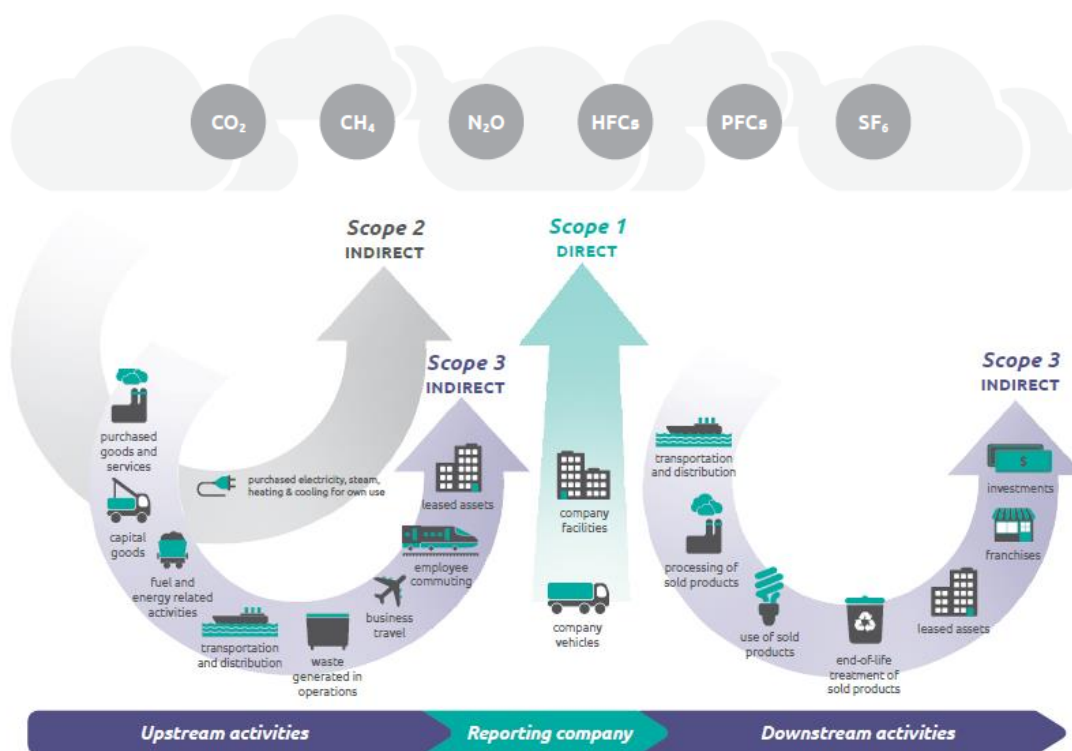 CO₂
CH₄
N₂O
HFCs
PFCs
SF₆
Scope 2
INDIRECT
Scope 1
DIRECT
Scope 3
INDIRECT
Scope 3
INDIRECT
purchased
goods and
services
capital
goods
fuel and
energy related
activities
transportation
and distribution
waste
generated in
operations
business
travel
employee
commuting
leased assets
purchased electricity, steam,
heating & cooling for own use
company
facilities
company
vehicles
transportation
and distribution
processing of
sold products
use of sold
products
end-of-life
treatment of
sold products
leased assets
franchises
investments
$
Upstream activities
Reporting company
Downstream activities